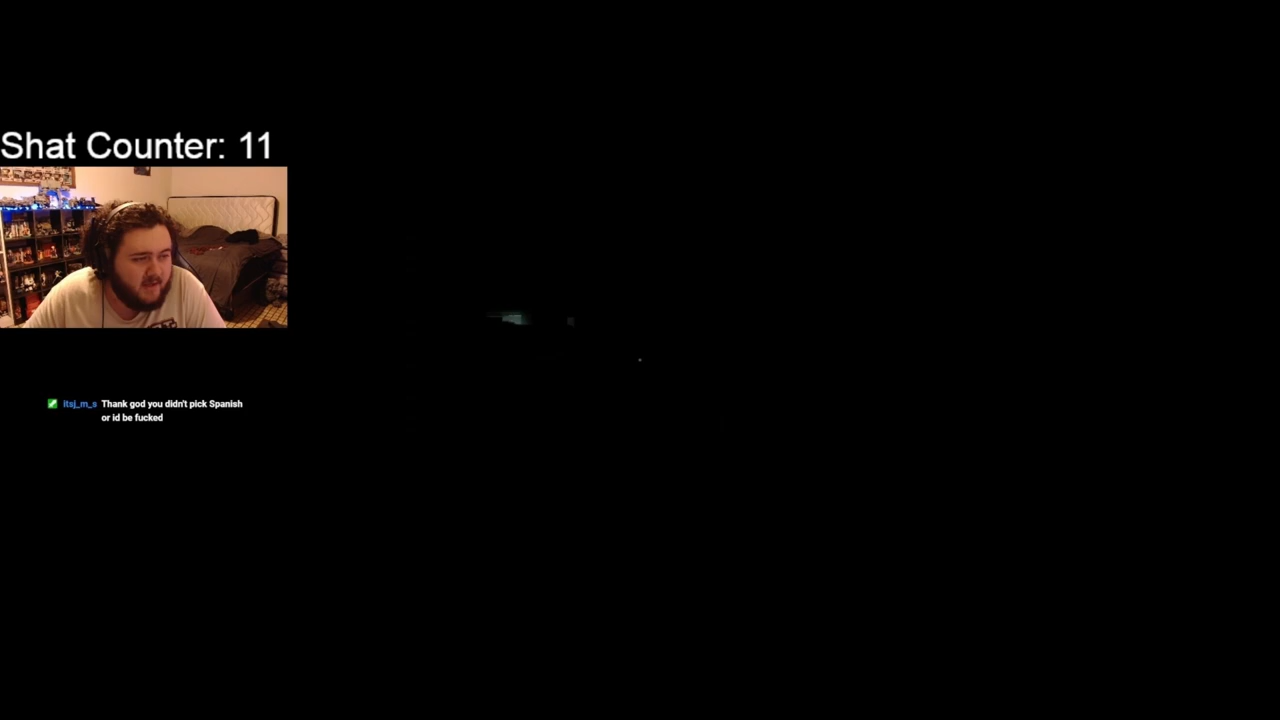 Shat Counter: 11
itsj_m_s Thank god you didn't pick Spanish
or id be fucked